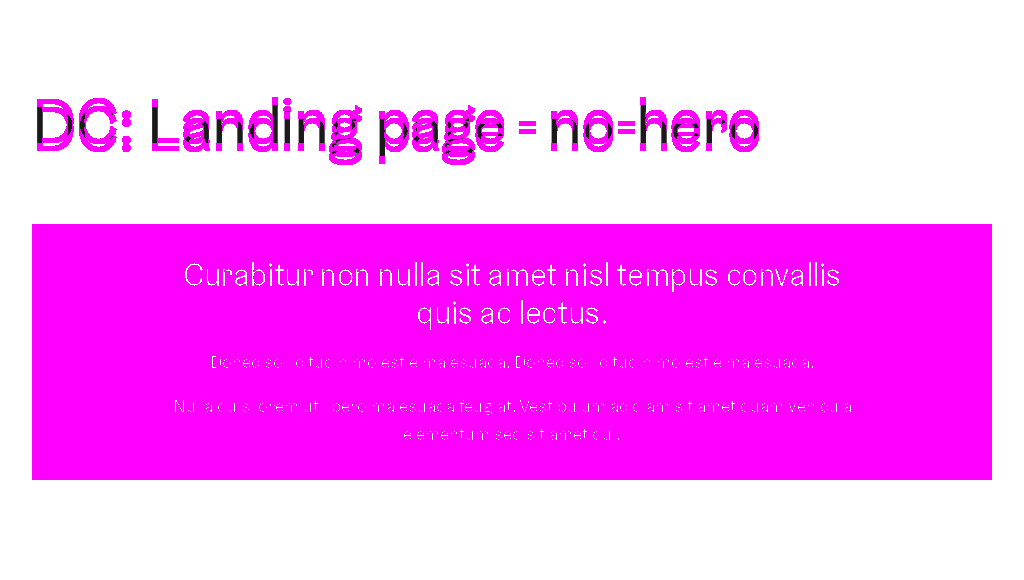 DC: Landing page - no-hero
Curabitur non nulla sit amet nisl tempus convallis
quis ac lectus.
Donec sollicitudin molestie malesuada. Donec sollicitudin molestie malesuada.
Nulla quis lorem ut libero malesuada feugiat. Vestibulum ac diam sit amet quam vehicula
elementum sed sit amet dui.